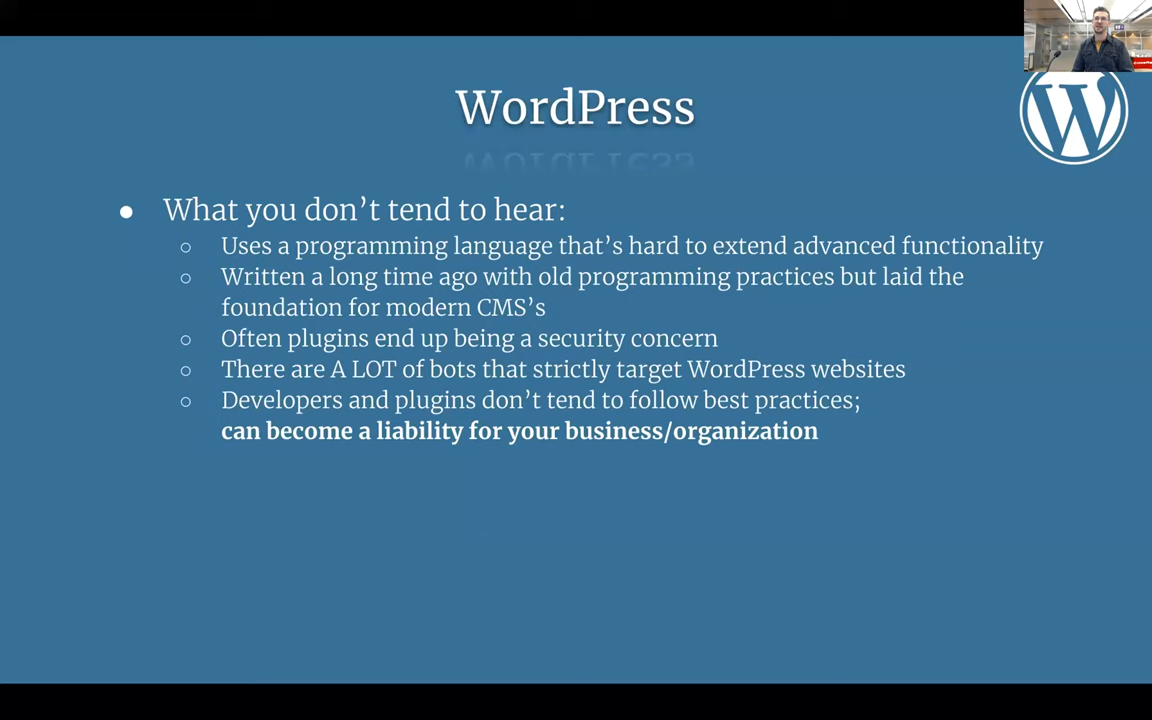 WordPress
● What you don’t tend to hear:
○ Uses a programming language that’s hard to extend advanced functionality
○ Written a long time ago with old programming practices but laid the
foundation for modern CMS’s
○ Often plugins end up being a security concern
○ There are A LOT of bots that strictly target WordPress websites
○ Developers and plugins don’t tend to follow best practices;
can become a liability for your business/organization